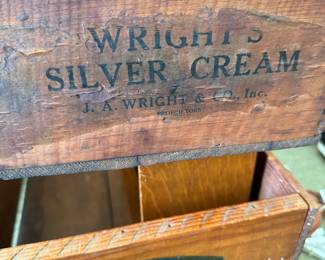 WRIGHT'S
SILVER CREAM
J. A. WRIGHT & CO., Inc.